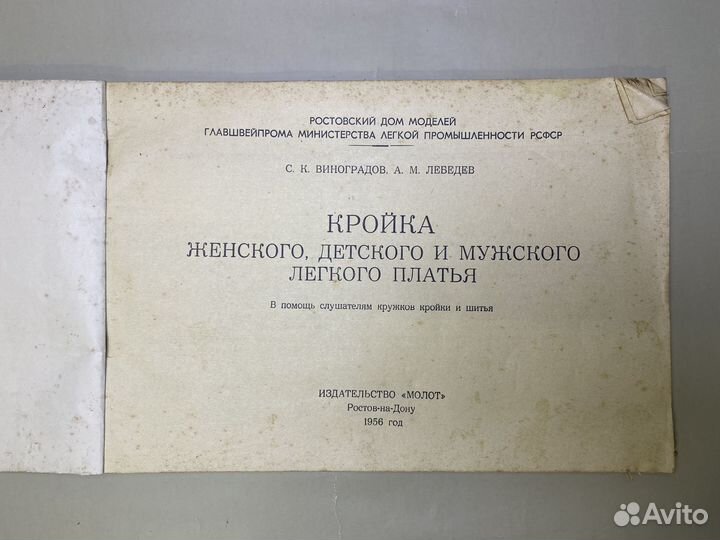 РОСТОВСКИЙ ДОМ МОДЕЛЕЙ
ГЛАВШВЕЙПРОМА МИНИСТЕРСТВА ЛЕГКОЙ ПРОМЫШЛЕННОСТИ РСФСР
С. К. ВИНОГРАДОВ, А. М. ЛЕБЕДЕВ
КРОЙКА
ЖЕНСКОГО, ДЕТСКОГО И МУЖСКОГО
ЛЕГКОГО ПЛАТЬЯ
В помощь слушателям кружков кройки и шитья
ИЗДАТЕЛЬСТВО «МОЛОТ»
Ростов-на-Дону
1956 год
Avito